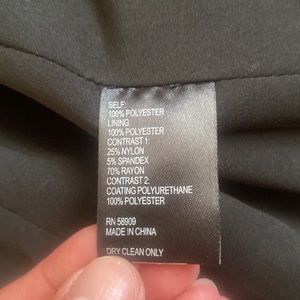 SELF:
100% POLYESTER
LINING:
100% POLYESTER
CONTRAST 1:
25% NYLON
5% SPANDEX
70% RAYON
CONTRAST 2:
COATING POLYURETHANE
100% POLYESTER
RN 58909
MADE IN CHINA
DRY CLEAN ONLY